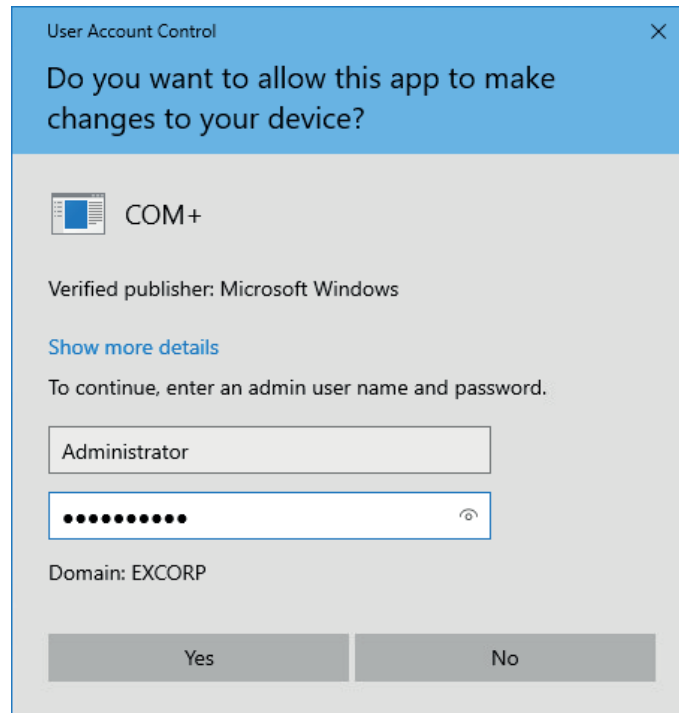 User Account Control
Do you want to allow this app to make
changes to your device?
COM+
Verified publisher: Microsoft Windows
Show more details
To continue, enter an admin user name and password.
Administrator
●●●●●●●●●●
Domain: EXCORP
Yes
No